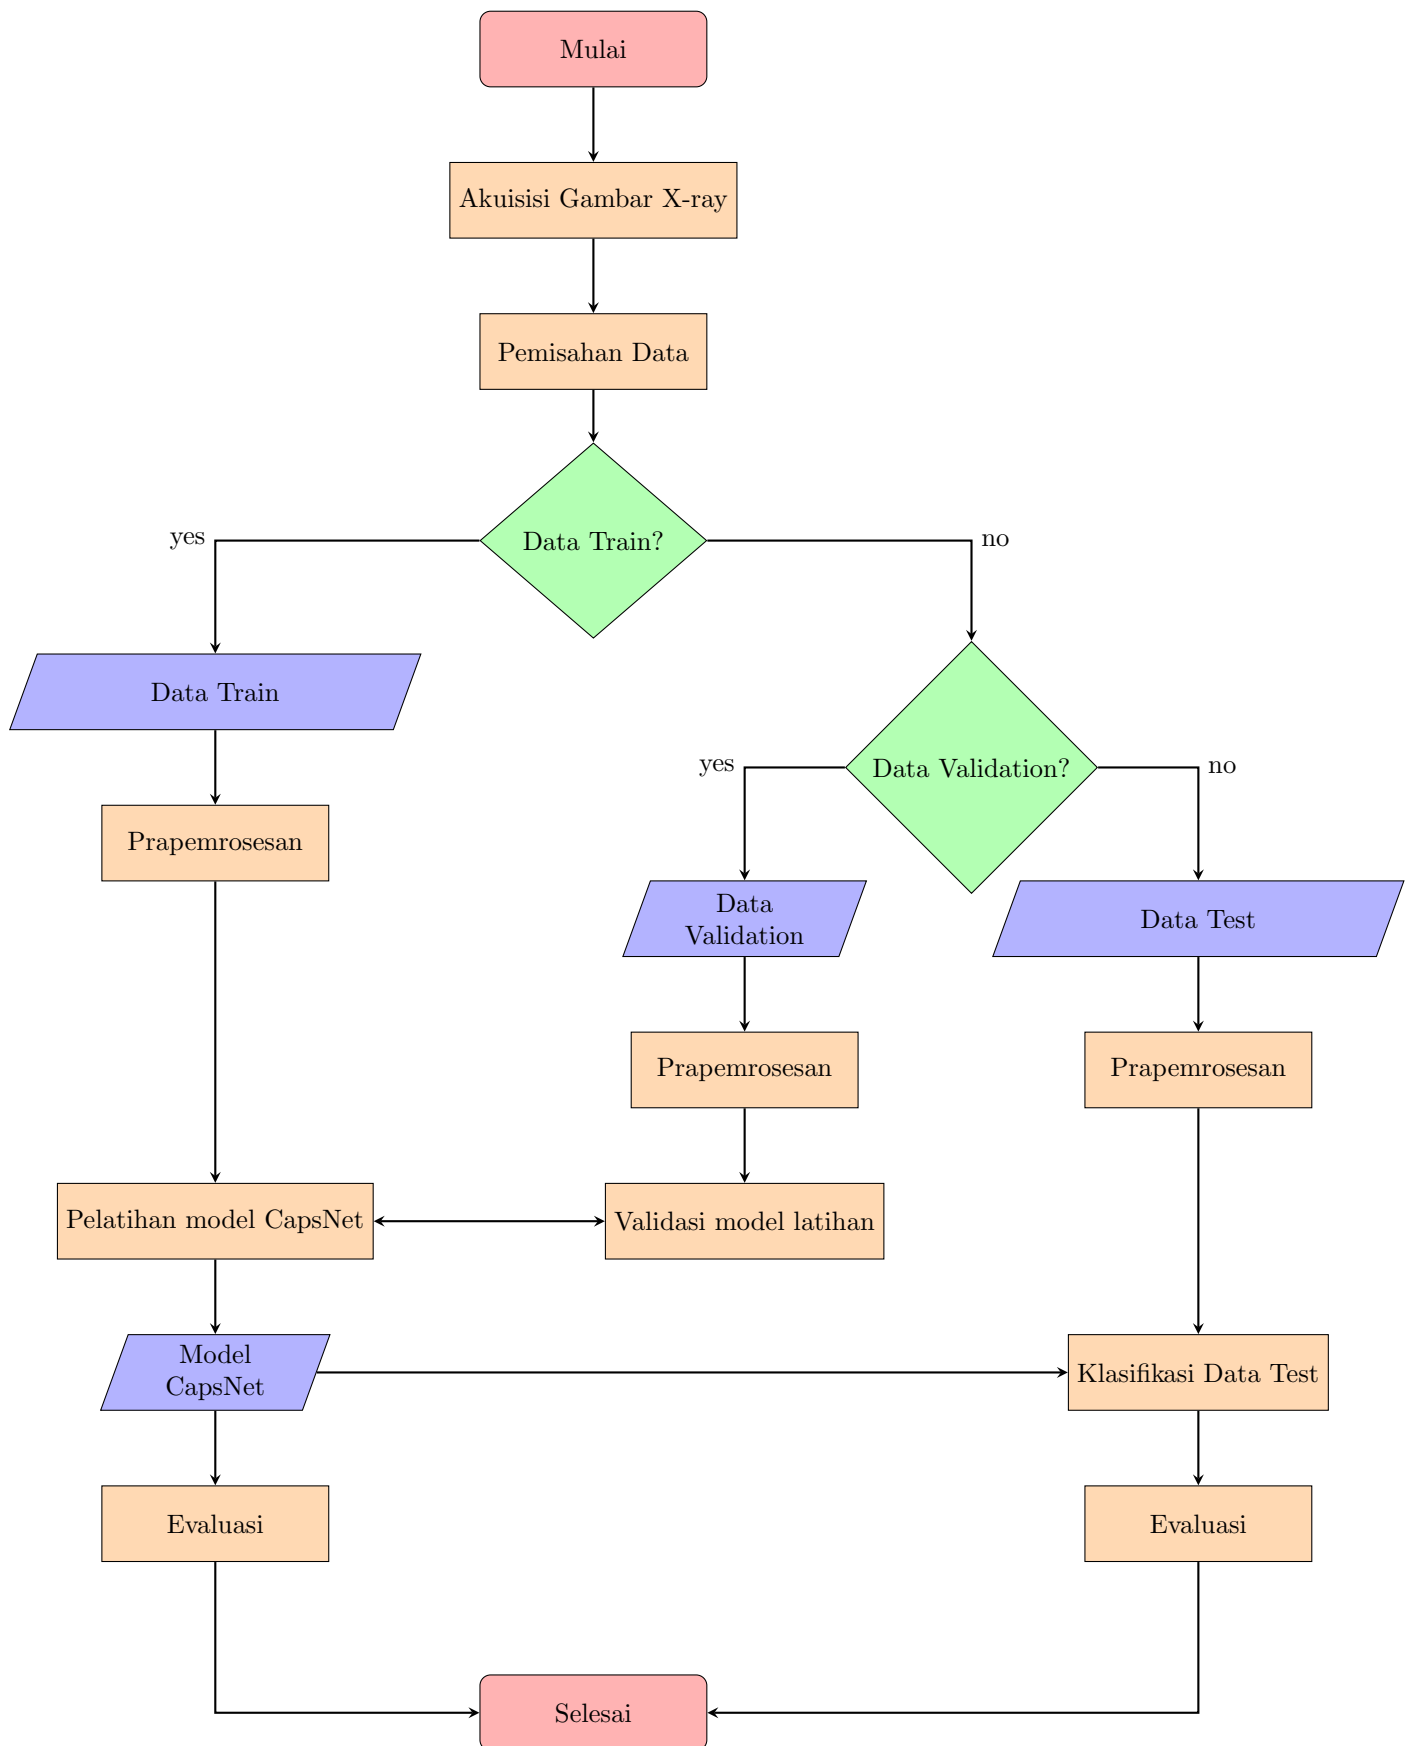 Mulai
Akuisisi Gambar X-ray
Pemisahan Data
Data Train?
yes
no
Data Train
Data Validation?
yes
no
Prapemrosesan
Data
Validation
Data Test
Prapemrosesan
Prapemrosesan
Pelatihan model CapsNet
Validasi model latihan
Model
CapsNet
Klasifikasi Data Test
Evaluasi
Evaluasi
Selesai